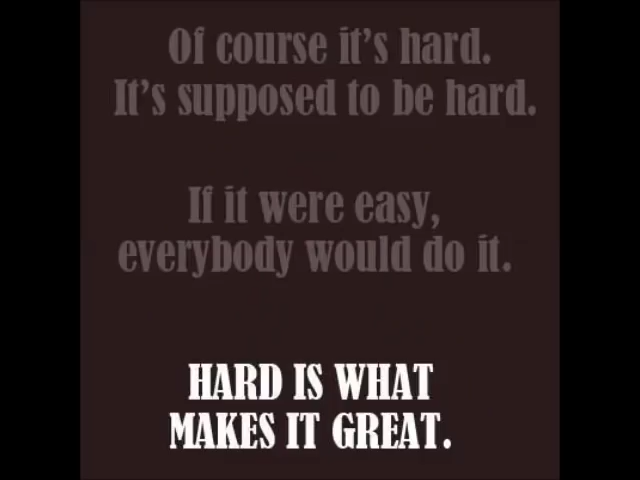 Of course it's hard.
It's supposed to be hard.
If it were easy,
everybody would do it.
HARD IS WHAT
MAKES IT GREAT.